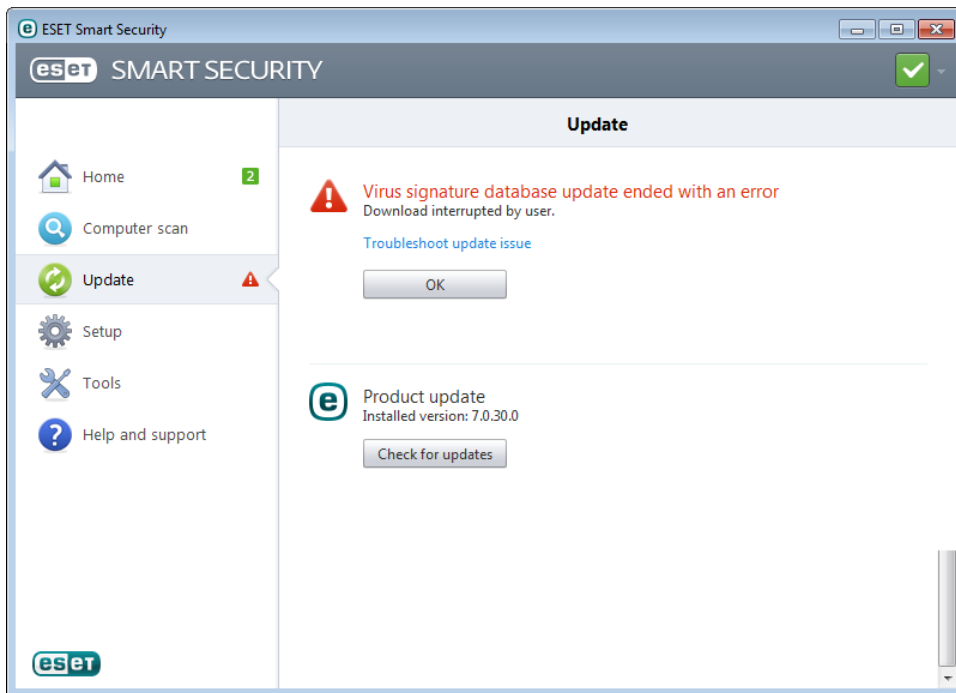 e ESET Smart Security
eseT SMART SECURITY
Update
Home 2
Computer scan
Update
Setup
Tools
Help and support
Virus signature database update ended with an error
Download interrupted by user.
Troubleshoot update issue
OK
e Product update
Installed version: 7.0.30.0
Check for updates
eseT